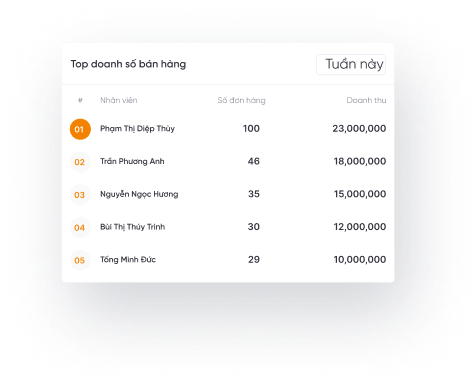 Top doanh số bán hàng Tuần này
# Nhân viên Số đơn hàng Doanh thu
01 Phạm Thị Diệp Thùy 100 23,000,000
02 Trần Phương Anh 46 18,000,000
03 Nguyễn Ngọc Hương 35 15,000,000
04 Bùi Thị Thúy Trinh 30 12,000,000
05 Tống Minh Đức 29 10,000,000